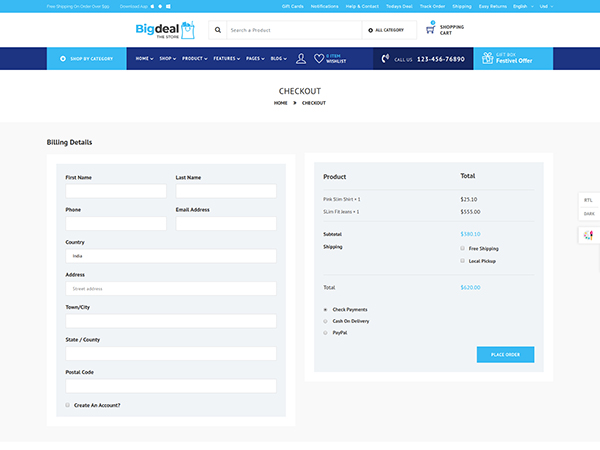 Free Shipping On Order Over $99 Download App Gift Cards Notifications Help & Contact Todays Deal Track Order Shipping Easy Returns English Usd
Bigdeal
THE STORE
Search a Product
ALL CATEGORY
0
SHOPPING
CART
SHOP BY CATEGORY
HOME SHOP PRODUCT FEATURES PAGES BLOG
0 ITEM
WISHLIST
CALL US 123-456-76890
GIFT BOX
Festivel Offer
CHECKOUT
HOME » CHECKOUT
Billing Details
First Name Last Name
Phone Email Address
Country
India
Address
Street address
Town/City
State / County
Postal Code
Create An Account?
Product Total
Pink Slim Shirt × 1 $25.10
SLim Fit Jeans × 1 $555.00
Subtotal $380.10
Shipping
Free Shipping
Local Pickup
Total $620.00
Check Payments
Cash On Delivery
PayPal
PLACE ORDER
RTL
DARK